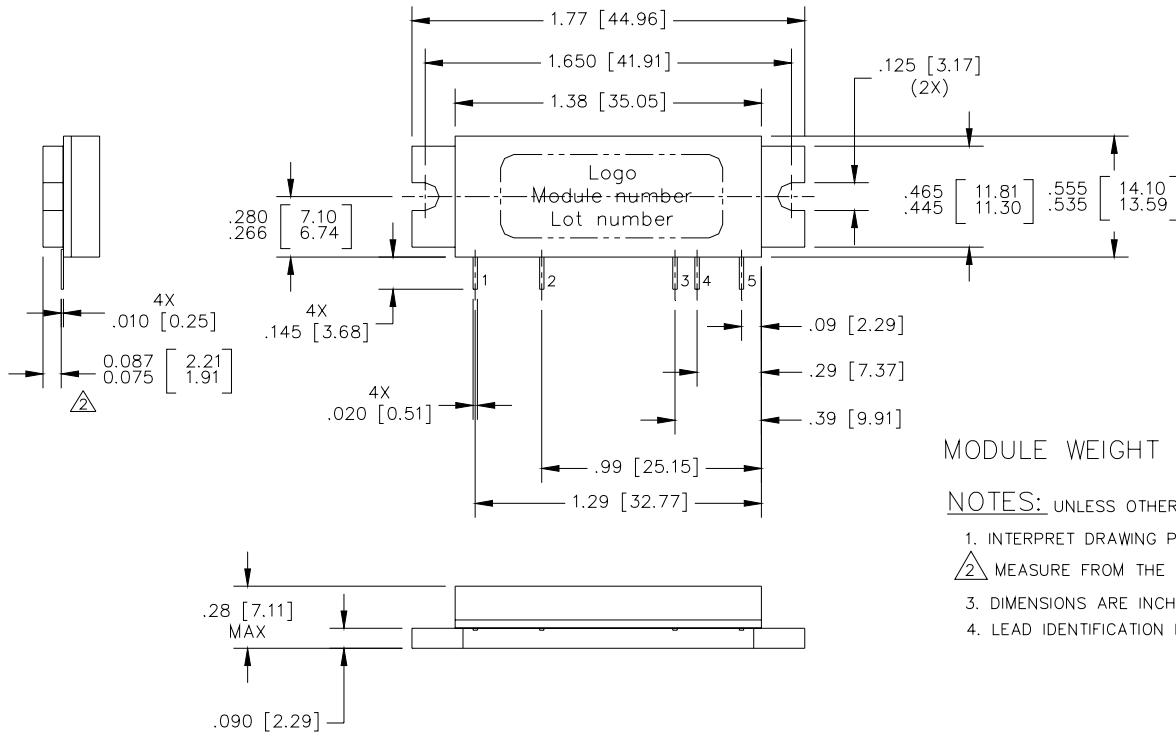 1.77 [44.96]
1.650 [41.91]
1.38 [35.05]
.125 [3.17]
(2X)
Logo
Module number
Lot number
.280 [ 7.10
.266 [ 6.74 ]
.465 [ 11.81 ]
.445 [ 11.30 ]
.555 [ 14.10 ]
.535 [ 13.59 ]
1 2 3 4 5
4X
.010 [0.25]
4X
.145 [3.68]
.09 [2.29]
0.087 [ 2.21 ]
0.075 [ 1.91 ]
2
.29 [7.37]
4X
.020 [0.51]
.39 [9.91]
.99 [25.15]
1.29 [32.77]
MODULE WEIGHT
NOTES: UNLESS OTHER
1. INTERPRET DRAWING P
2 MEASURE FROM THE
3. DIMENSIONS ARE INCH
4. LEAD IDENTIFICATION
.28 [7.11]
MAX
.090 [2.29]